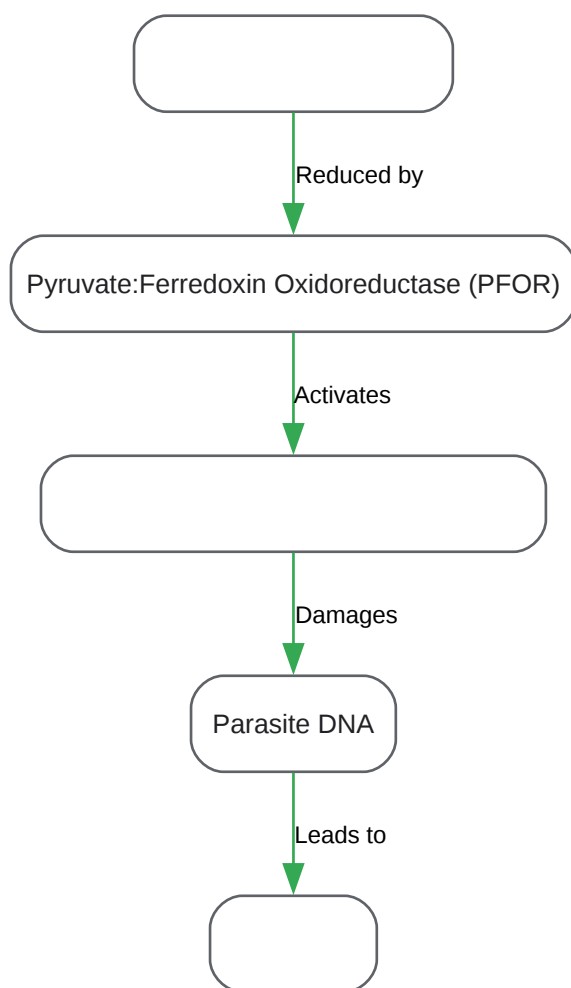 Reduced by
Pyruvate:Ferredoxin Oxidoreductase (PFOR)
Activates
Damages
Parasite DNA
Leads to